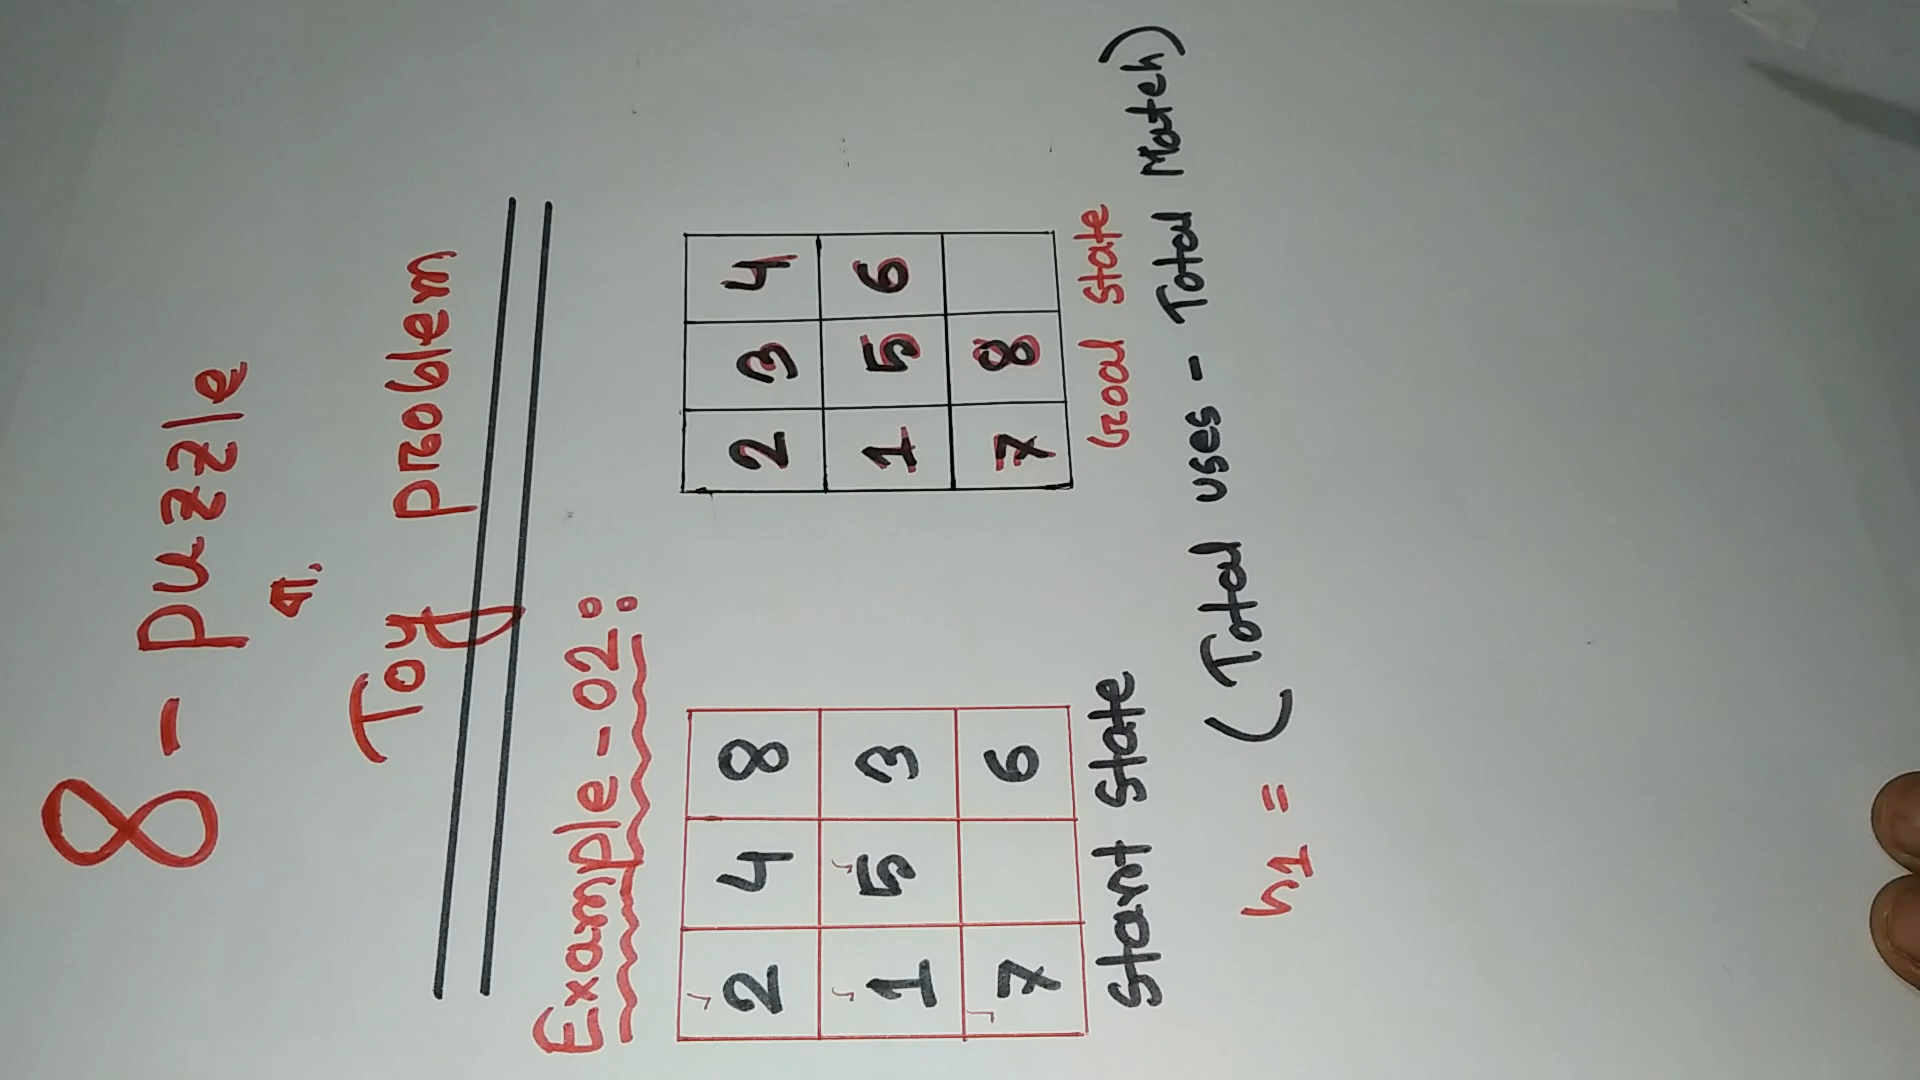 8 - puzzle
বা,
Toy problem
Example - 02:
2 4 8
1 5 3
7 6
Start State
2 3 4
1 5 6
7 8
Goal state
h1 = (Total uses - Total Match)